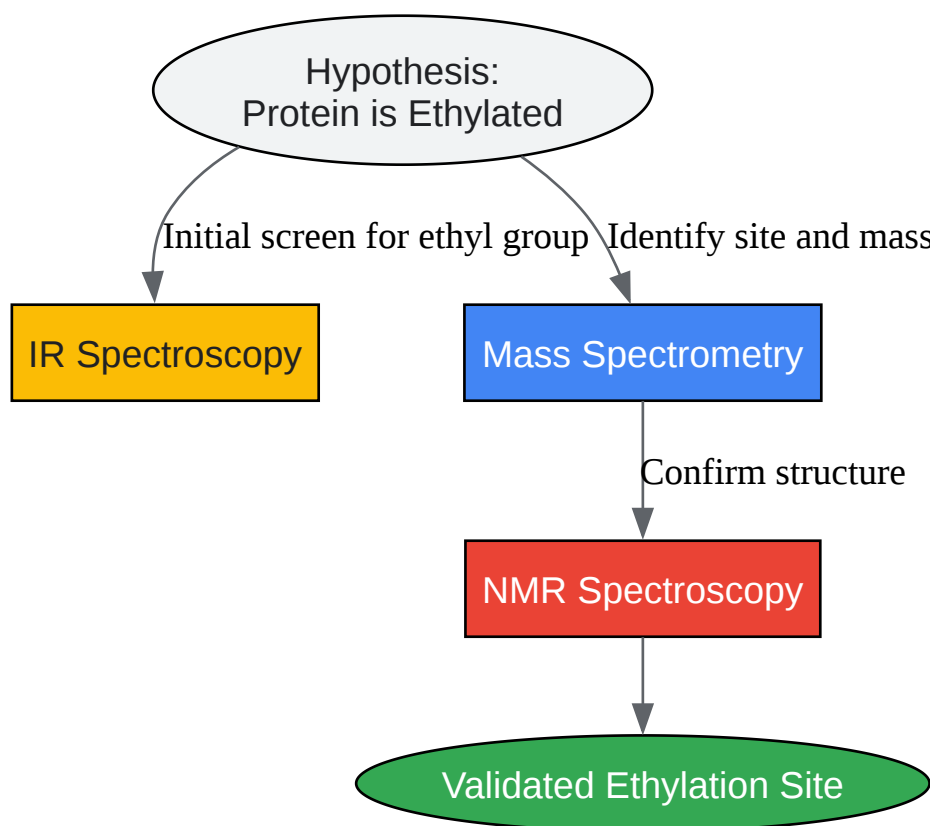 Hypothesis:
Protein is Ethylated
Initial screen for ethyl group
Identify site and mass
IR Spectroscopy
Mass Spectrometry
Confirm structure
NMR Spectroscopy
Validated Ethylation Site